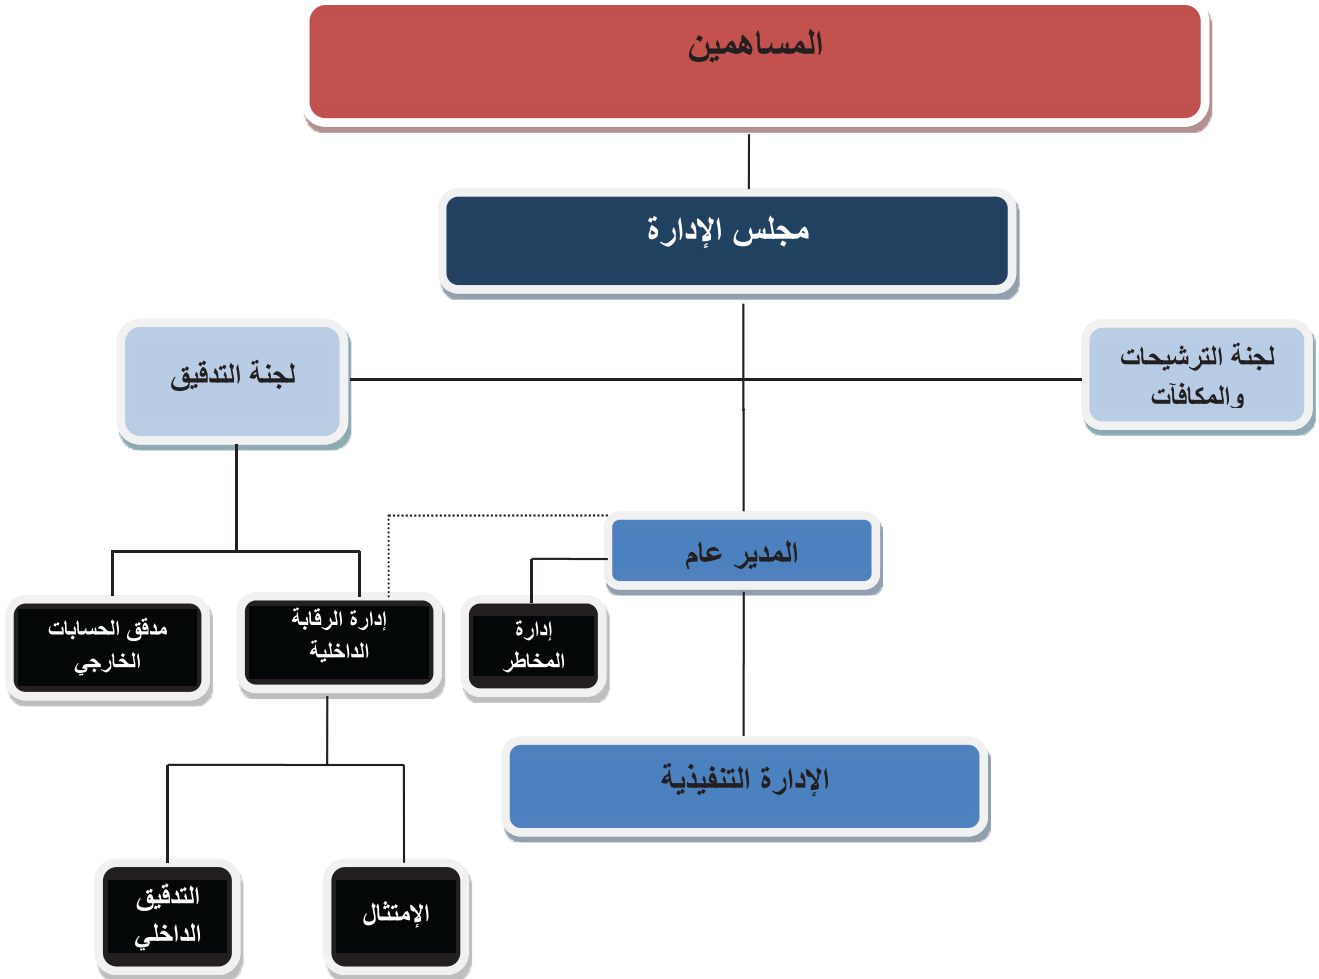 المساهمين
مجلس الإدارة
لجنة الترشيحات
والمكافآت
لجنة التدقيق
المدير عام
إدارة
المخاطر
إدارة الرقابة
الداخلية
مدقق الحسابات
الخارجي
الإدارة التنفيذية
الإمتثال
التدقيق
الداخلي